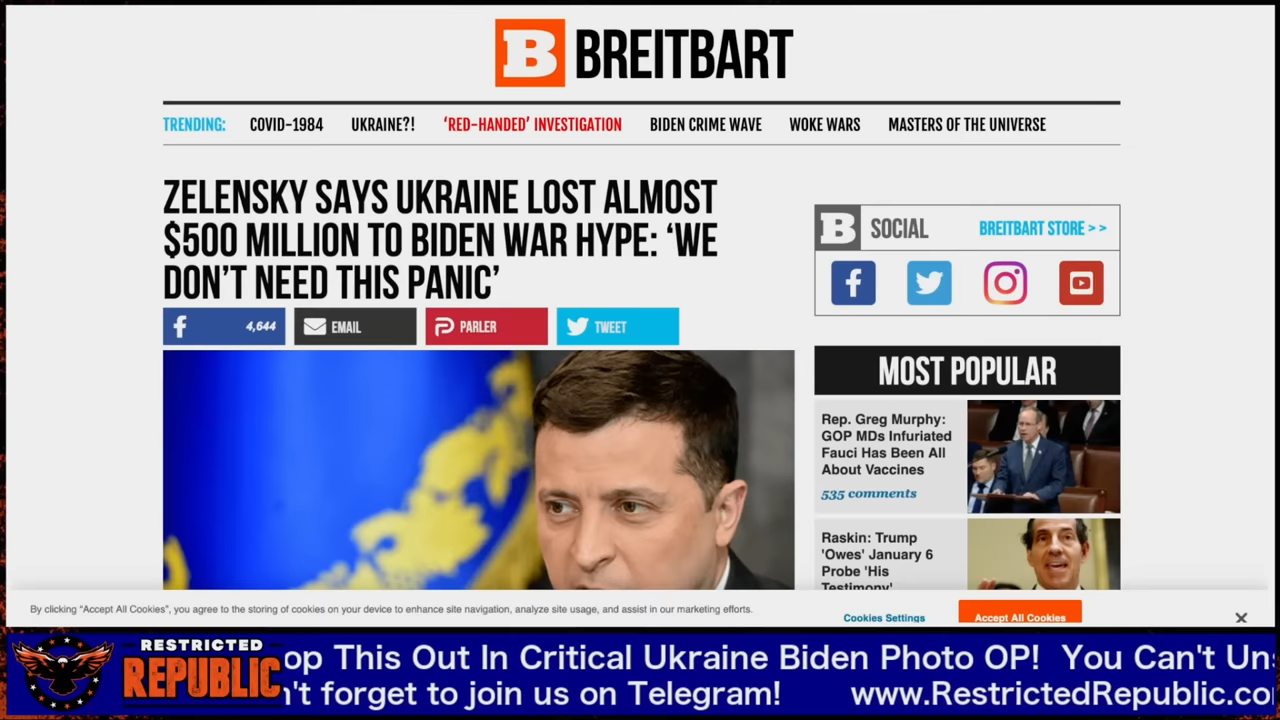 B BREITBART
TRENDING: COVID-1984 UKRAINE?! 'RED-HANDED' INVESTIGATION BIDEN CRIME WAVE WOKE WARS MASTERS OF THE UNIVERSE
ZELENSKY SAYS UKRAINE LOST ALMOST
$500 MILLION TO BIDEN WAR HYPE: 'WE
DON'T NEED THIS PANIC'
4,644 EMAIL PARLER TWEET
B SOCIAL BREITBART STORE > >
MOST POPULAR
Rep. Greg Murphy:
GOP MDs Infuriated
Fauci Has Been All
About Vaccines
535 comments
Raskin: Trump
'Owes' January 6
Probe 'His
Testimony'
By clicking "Accept All Cookies", you agree to the storing of cookies on your device to enhance site navigation, analyze site usage, and assist in our marketing efforts.
Cookies Settings Accept All Cookies
RESTRICTED
REPUBLIC
op This Out In Critical Ukraine Biden Photo OP! You Can't Uns
n't forget to join us on Telegram! www.RestrictedRepublic.co